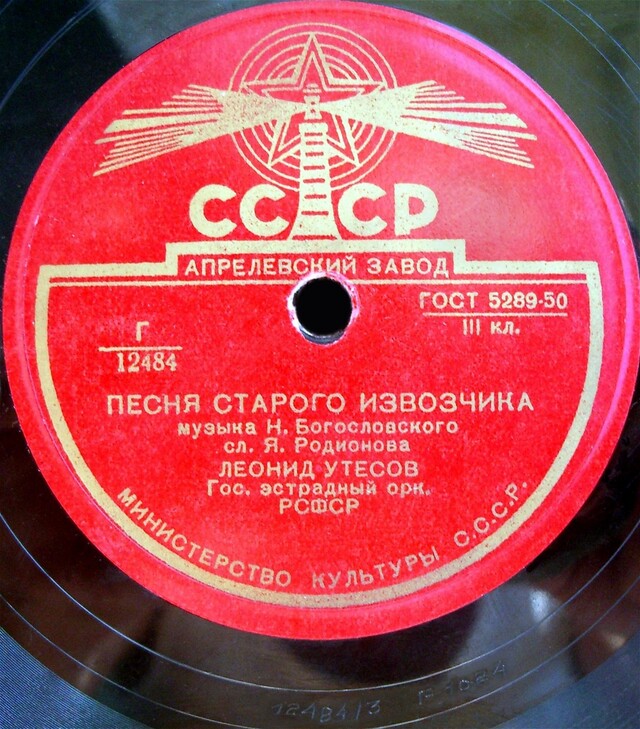 СССР
АПРЕЛЕВСКИЙ ЗАВОД
ГОСТ 5289-50
III кл.
Г
12484
ПЕСНЯ СТАРОГО ИЗВОЗЧИКА
музыка Н. Богословского
сл. Я. Родионова
ЛЕОНИД УТЕСОВ
Гос. эстрадный орк.
РСФСР
МИНИСТЕРСТВО КУЛЬТУРЫ С.С.С.Р.
12484/3